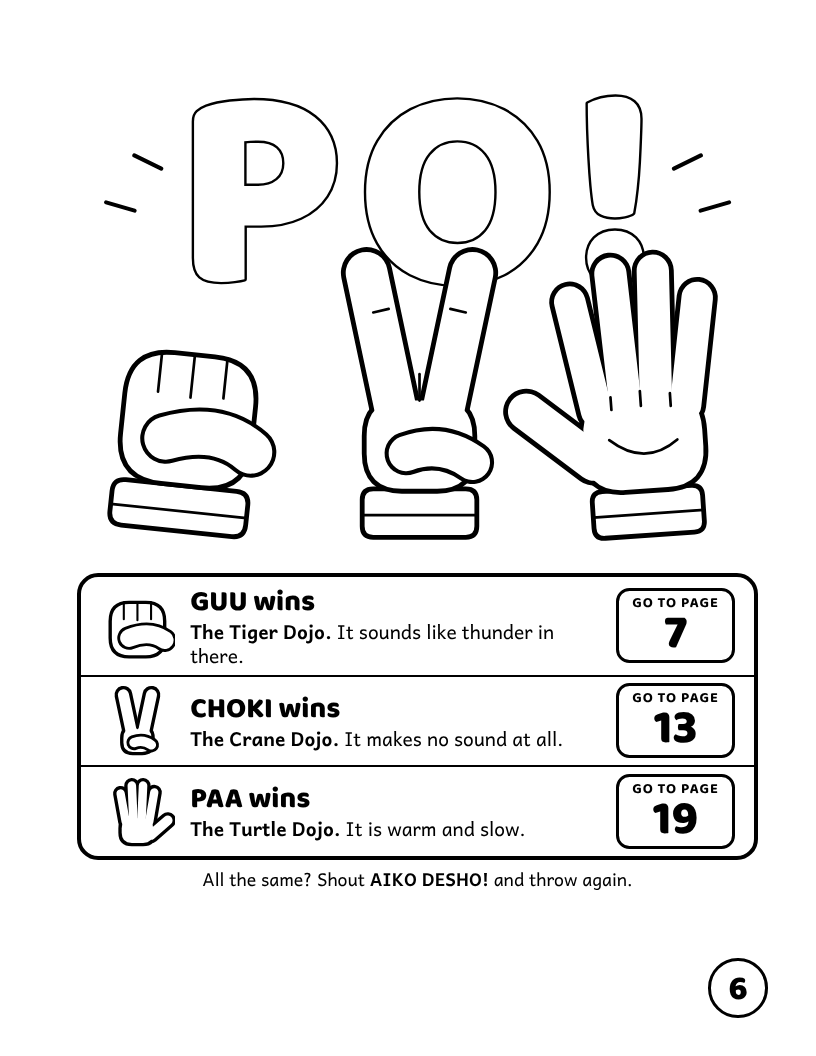 PO!
GUU wins
The Tiger Dojo. It sounds like thunder in
there.
GO TO PAGE
7
CHOKI wins
The Crane Dojo. It makes no sound at all.
GO TO PAGE
13
PAA wins
The Turtle Dojo. It is warm and slow.
GO TO PAGE
19
All the same? Shout AIKO DESHO! and throw again.
6